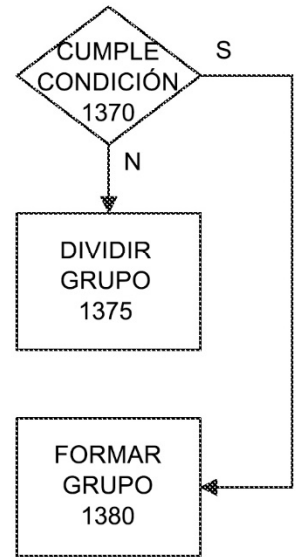 CUMPLE
CONDICIÓN
1370
S
N
DIVIDIR
GRUPO
1375
FORMAR
GRUPO
1380